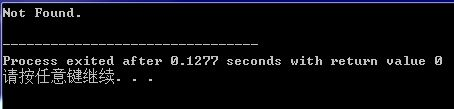 Not Found.
--------------------------------
Process exited after 0.1277 seconds with return value 0
请按任意键继续. . .